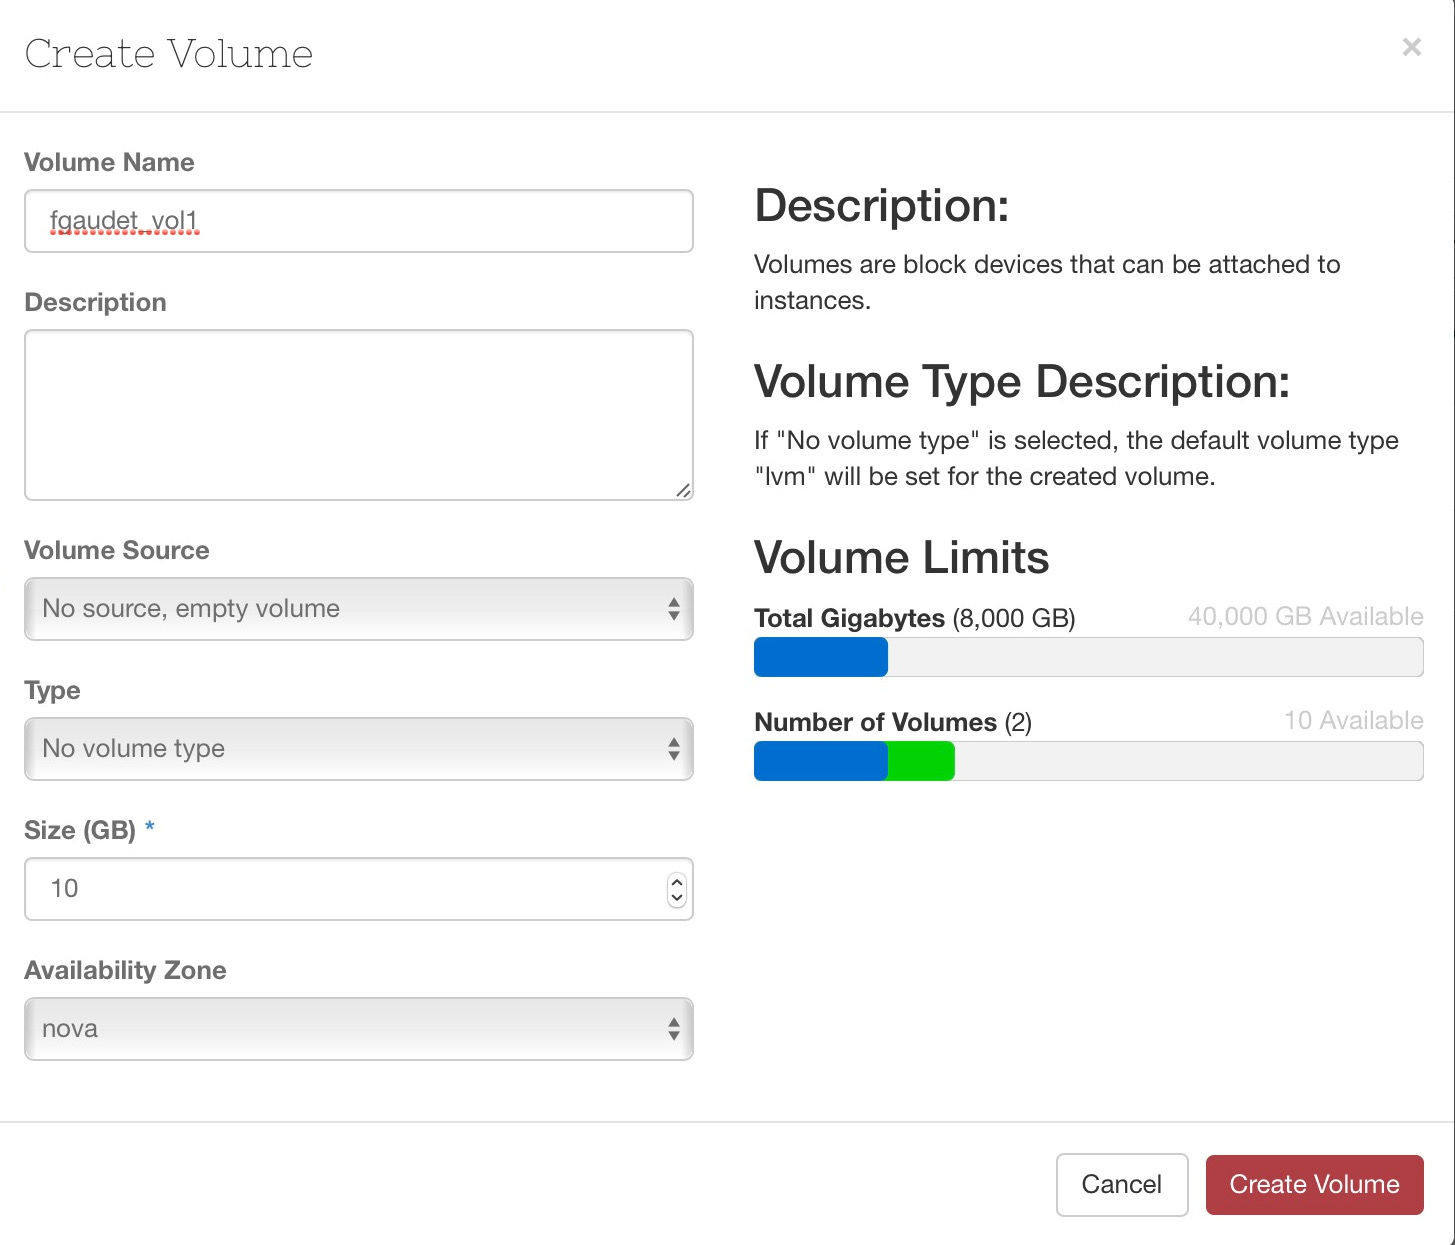 Create Volume
×
Volume Name
fgaudet_vol1
Description
Volume Source
No source, empty volume
Type
No volume type
Size (GB) *
10
Availability Zone
nova
Description:
Volumes are block devices that can be attached to
instances.
Volume Type Description:
If "No volume type" is selected, the default volume type
"lvm" will be set for the created volume.
Volume Limits
Total Gigabytes (8,000 GB) 40,000 GB Available
Number of Volumes (2) 10 Available
Cancel Create Volume